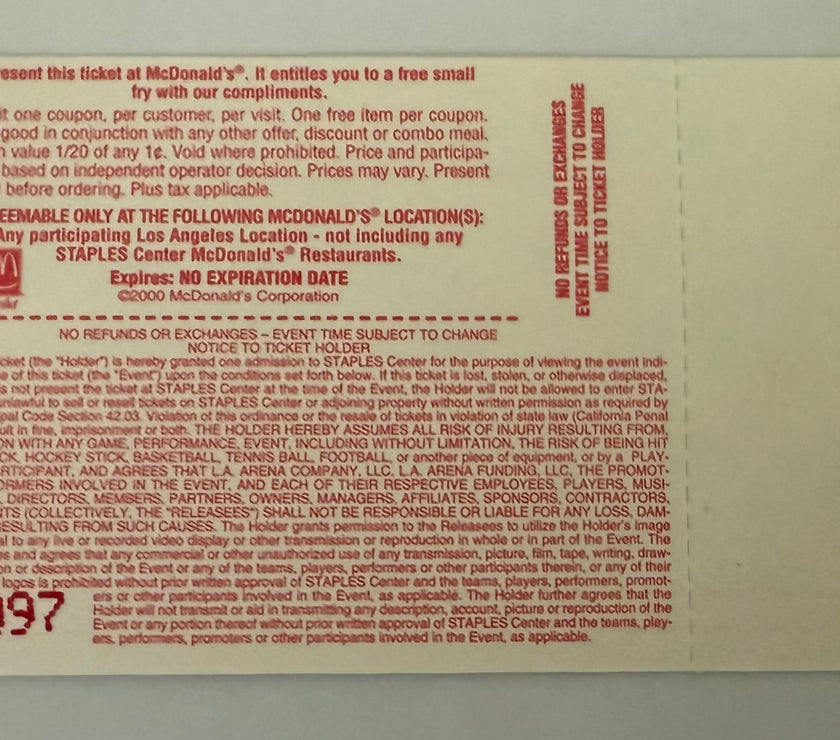 esent this ticket at McDonald's®. It entitles you to a free small
fry with our compliments.
it one coupon, per customer, per visit. One free item per coupon.
good in conjunction with any other offer, discount or combo meal.
h value 1/20 of any 1¢. Void where prohibited. Price and participa-
based on independent operator decision. Prices may vary. Present
before ordering. Plus tax applicable.
EEMABLE ONLY AT THE FOLLOWING MCDONALD'S® LOCATION(S):
Any participating Los Angeles Location - not including any
STAPLES Center McDonald's® Restaurants.
Expires: NO EXPIRATION DATE
©2000 McDonald's Corporation
NO REFUNDS OR EXCHANGES
EVENT TIME SUBJECT TO CHANGE
NOTICE TO TICKET HOLDER
NO REFUNDS OR EXCHANGES – EVENT TIME SUBJECT TO CHANGE
NOTICE TO TICKET HOLDER
icket (the "Holder") is hereby granted one admission to STAPLES Center for the purpose of viewing the event indi-
e of this ticket (the "Event") upon the conditions set forth below. If this ticket is lost, stolen, or otherwise displaced,
s not present the ticket at STAPLES Center at the time of the Event, the Holder will not be allowed to enter STA-
unlawful to sell or resell tickets on STAPLES Center or adjoining property without written permission as required by
pal Code Section 42.03. Violation of this ordinance or the resale of tickets in violation of state law (California Penal
ult in fine, imprisonment or both. THE HOLDER HEREBY ASSUMES ALL RISK OF INJURY RESULTING FROM,
ON WITH ANY GAME, PERFORMANCE, EVENT, INCLUDING WITHOUT LIMITATION, THE RISK OF BEING HIT
CK, HOCKEY STICK, BASKETBALL, TENNIS BALL, FOOTBALL, or another piece of equipment, or by a PLAY-
RTICIPANT, AND AGREES THAT L.A. ARENA COMPANY, LLC, L.A. ARENA FUNDING, LLC, THE PROMOT-
ORMERS INVOLVED IN THE EVENT, AND EACH OF THEIR RESPECTIVE EMPLOYEES, PLAYERS, MUSI-
, DIRECTORS, MEMBERS, PARTNERS, OWNERS, MANAGERS, AFFILIATES, SPONSORS, CONTRACTORS,
NTS (COLLECTIVELY, THE "RELEASEES") SHALL NOT BE RESPONSIBLE OR LIABLE FOR ANY LOSS, DAM-
RESULTING FROM SUCH CAUSES. The Holder grants permission to the Releasees to utilize the Holder's image
al to any live or recorded video display or other transmission or reproduction in whole or in part of the Event. The
s and agrees that any commercial or other unauthorized use of any transmission, picture, film, tape, writing, draw-
on or description of the Event or any of the teams, players, performers or other participants therein, or any of their
logos is prohibited without prior written approval of STAPLES Center and the teams, players, performers, promot-
ers or other participants involved in the Event, as applicable. The Holder further agrees that the
Holder will not transmit or aid in transmitting any description, account, picture or reproduction of the
Event or any portion thereof without prior written approval of STAPLES Center and the teams, play-
ers, performers, promoters or other participants involved in the Event, as applicable.
97